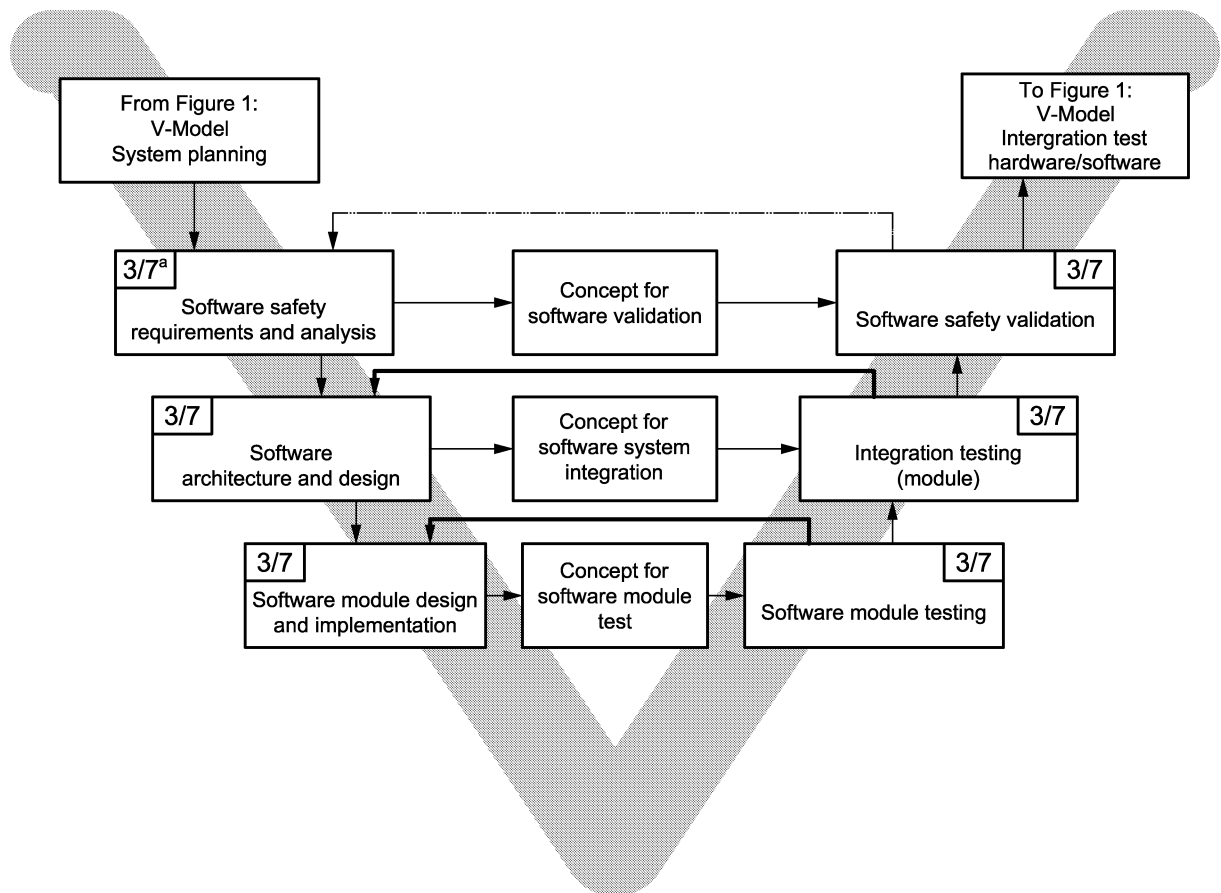 From Figure 1:
V-Model
System planning
To Figure 1:
V-Model
Intergration test
hardware/software
3/7a
Software safety
requirements and analysis
Concept for
software validation
3/7
Software safety validation
3/7
Software
architecture and design
Concept for
software system
integration
3/7
Integration testing
(module)
3/7
Software module design
and implementation
Concept for
software module
test
3/7
Software module testing